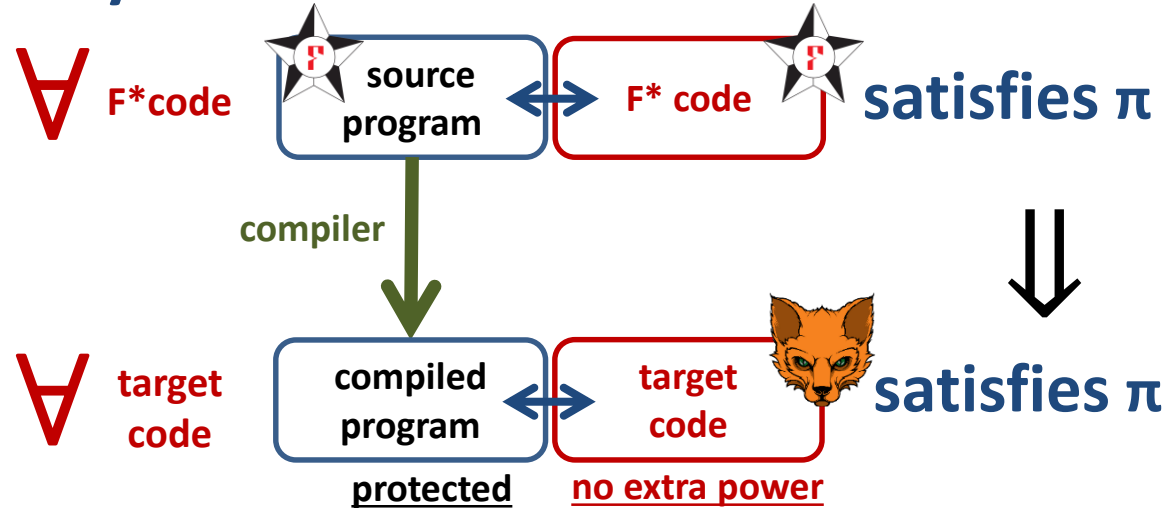 ∀ F*code source program F* code satisfies π
compiler
⇓
∀ target code compiled program target code satisfies π
protected no extra power